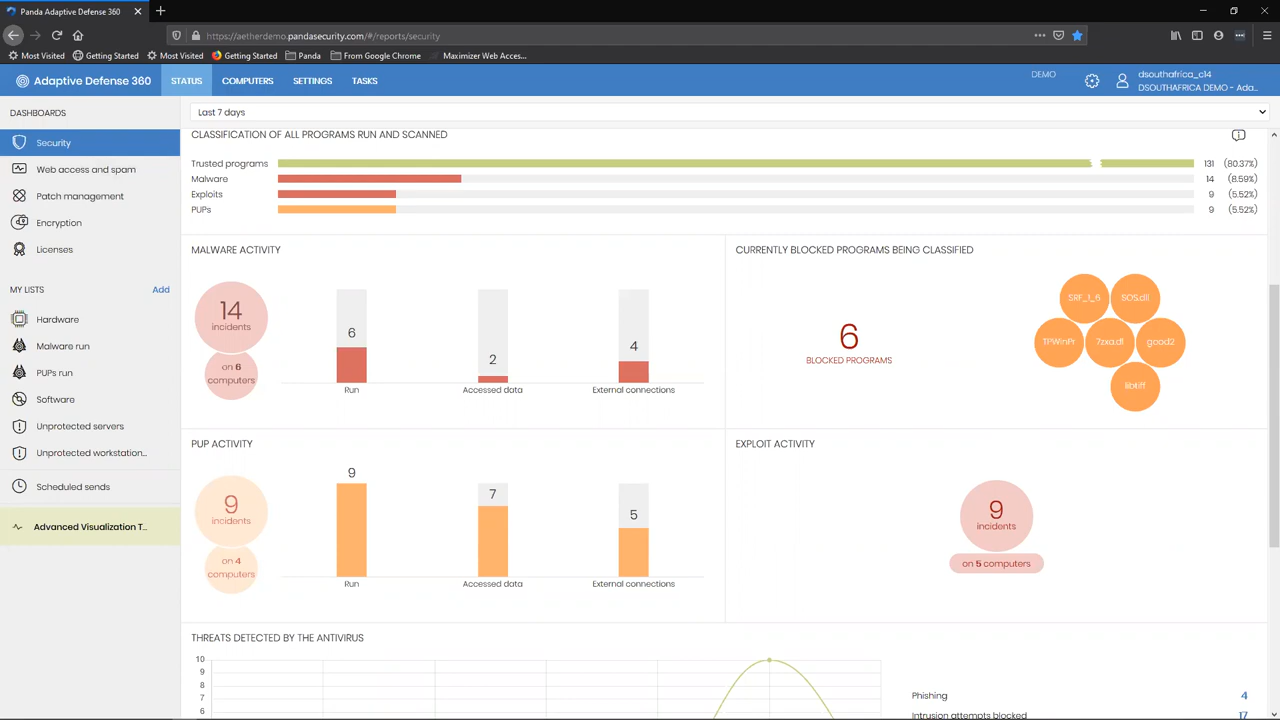 Panda Adaptive Defense 360
https://aetherdemo.pandasecurity.com/#/reports/security
Most Visited Getting Started Most Visited Getting Started Panda From Google Chrome Maximizer Web Acces...
Adaptive Defense 360 STATUS COMPUTERS SETTINGS TASKS DEMO
dsouthafrica_c14
DSOUTHAFRICA DEMO - Ada...
DASHBOARDS
Security
Web access and spam
Patch management
Encryption
Licenses
MY LISTS Add
Hardware
Malware run
PUPs run
Software
Unprotected servers
Unprotected workstation...
Scheduled sends
Advanced Visualization T...
Last 7 days
CLASSIFICATION OF ALL PROGRAMS RUN AND SCANNED
Trusted programs 131 (80.37%)
Malware 14 (8.59%)
Exploits 9 (5.52%)
PUPs 9 (5.52%)
MALWARE ACTIVITY
14
incidents
on 6
computers
6
Run
2
Accessed data
4
External connections
CURRENTLY BLOCKED PROGRAMS BEING CLASSIFIED
6
BLOCKED PROGRAMS
SRF_1_6 SOS.dll
TPWinPr 7zxa.dl good2
libtiff
PUP ACTIVITY
9
incidents
on 4
computers
9
Run
7
Accessed data
5
External connections
EXPLOIT ACTIVITY
9
incidents
on 5 computers
THREATS DETECTED BY THE ANTIVIRUS
10
9
8
7
6
Phishing 4
Intrusion attempts blocked 17